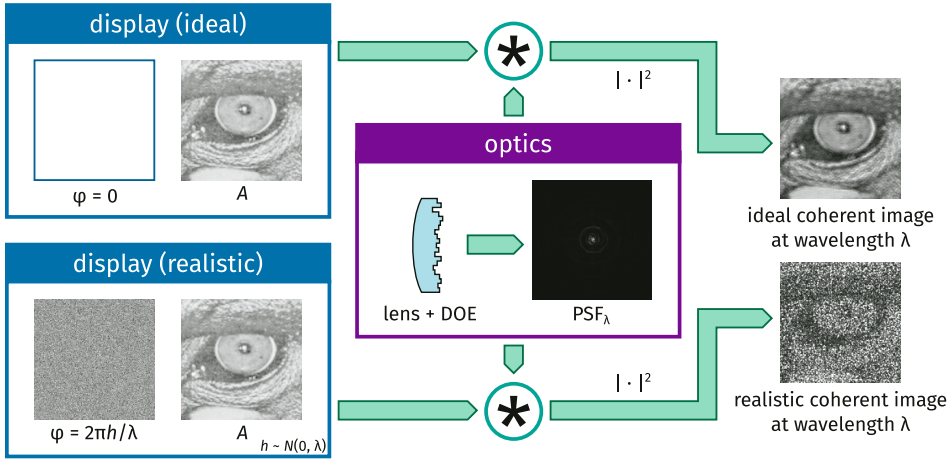 display (ideal)
φ = 0
A
*
| · |²
optics
lens + DOE
PSFλ
ideal coherent image
at wavelength λ
display (realistic)
φ = 2πh/λ
A
h ~ N(0, λ)
*
| · |²
realistic coherent image
at wavelength λ